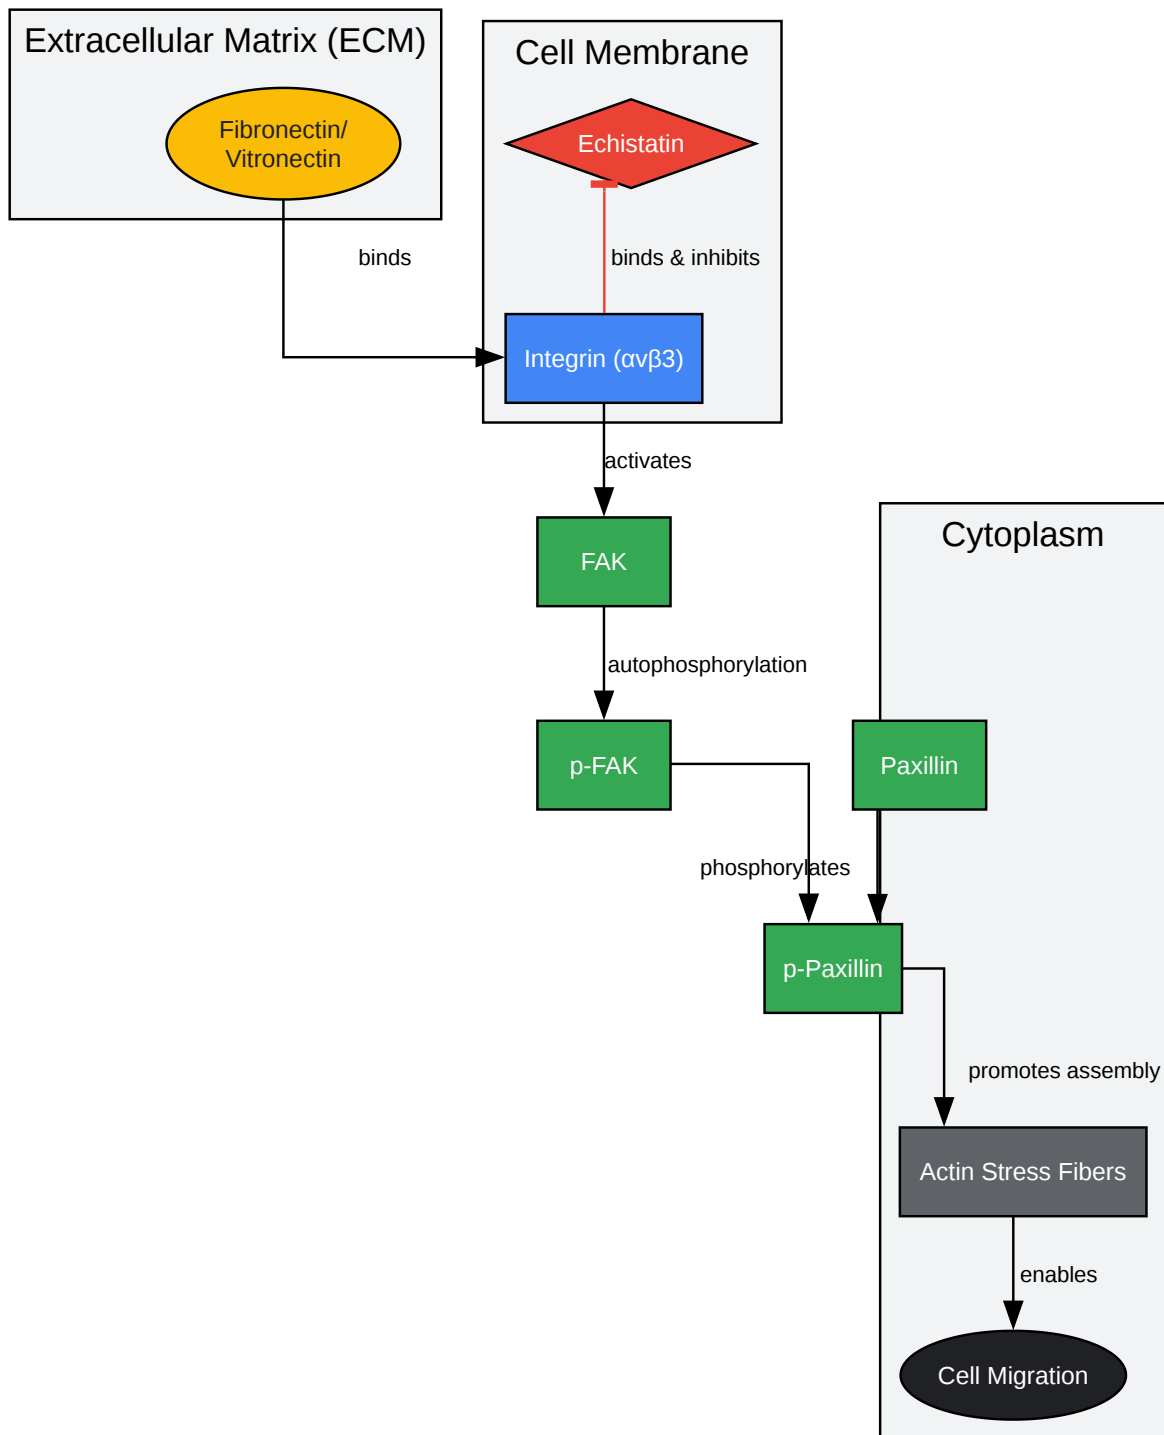 Extracellular Matrix (ECM)
Cell Membrane
Fibronectin/
Vitronectin
Echistatin
binds
binds & inhibits
Integrin (αvβ3)
activates
FAK
Cytoplasm
autophosphorylation
p-FAK
Paxillin
phosphorylates
p-Paxillin
promotes assembly
Actin Stress Fibers
enables
Cell Migration